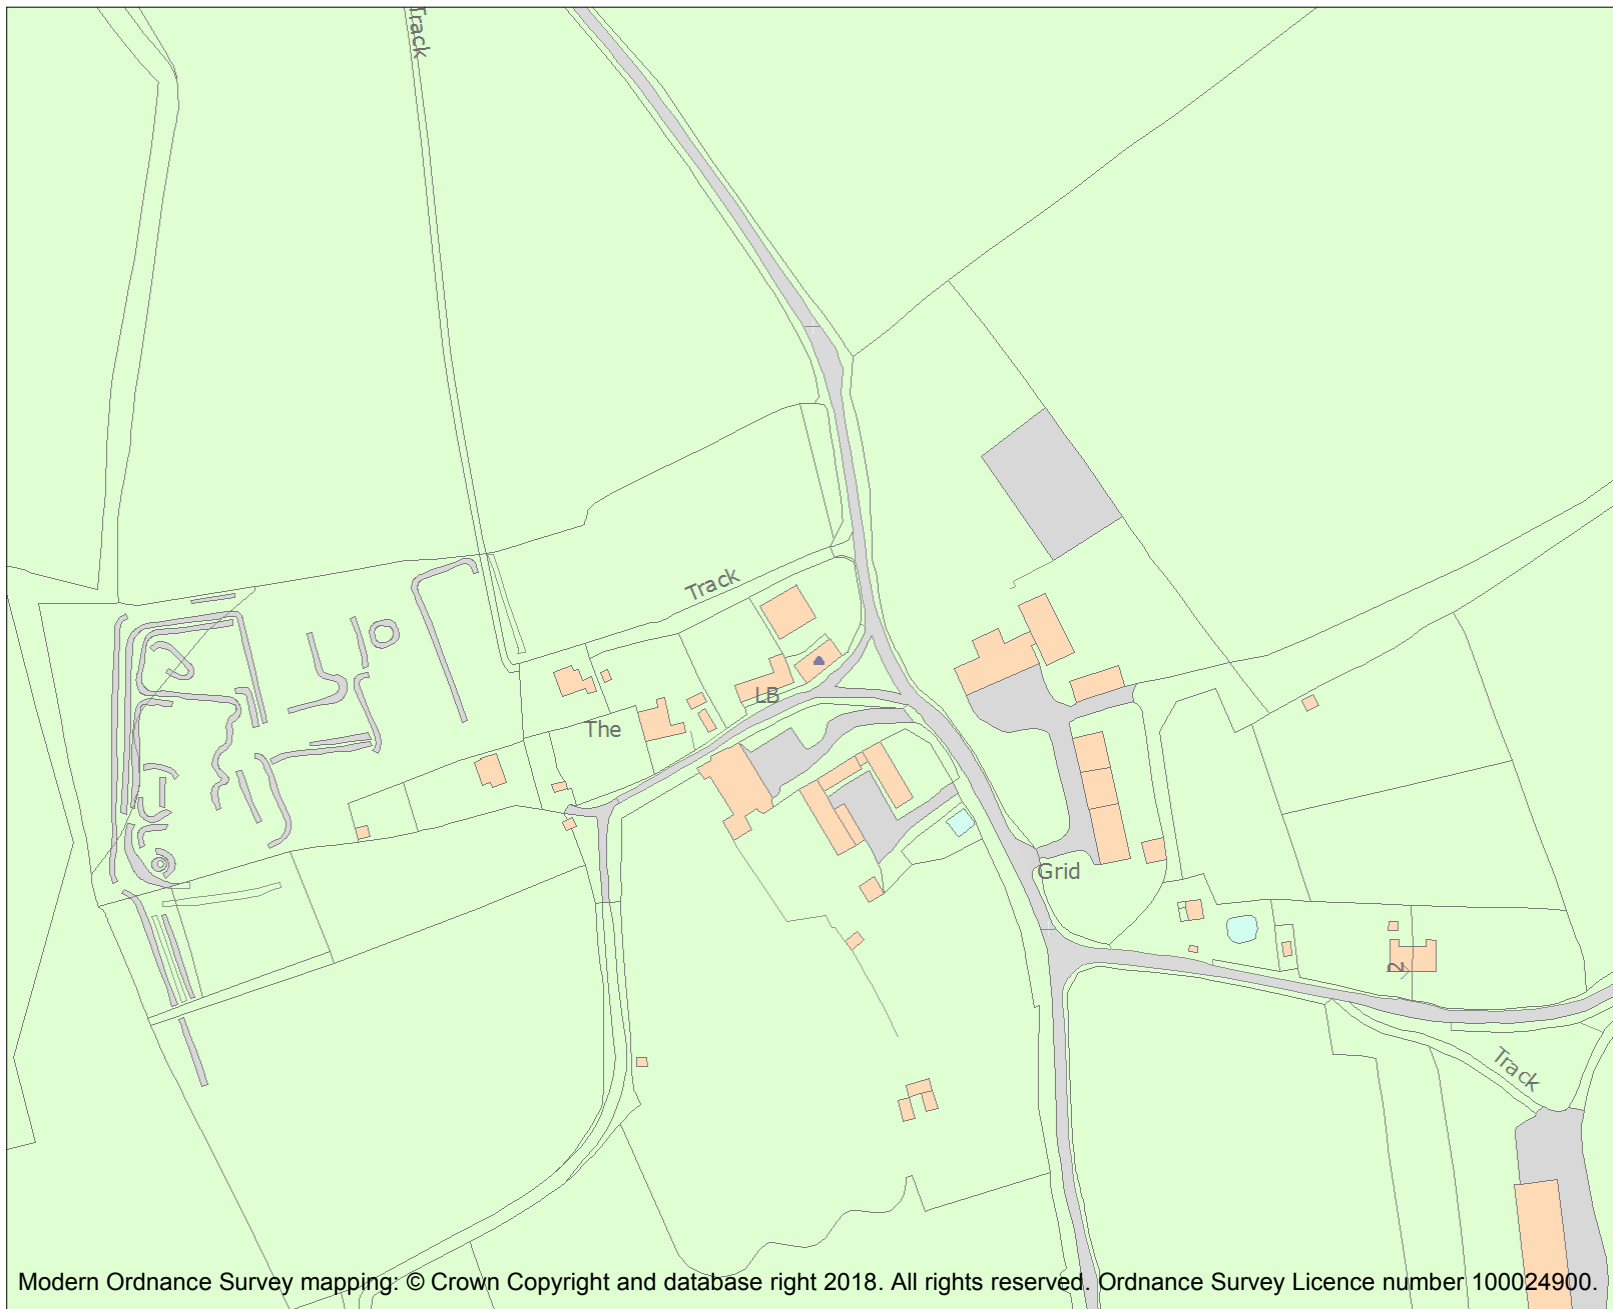 Track
Track
LB
The
Grid
2
Track
Modern Ordnance Survey mapping: © Crown Copyright and database right 2018. All rights reserved. Ordnance Survey Licence number 100024900.